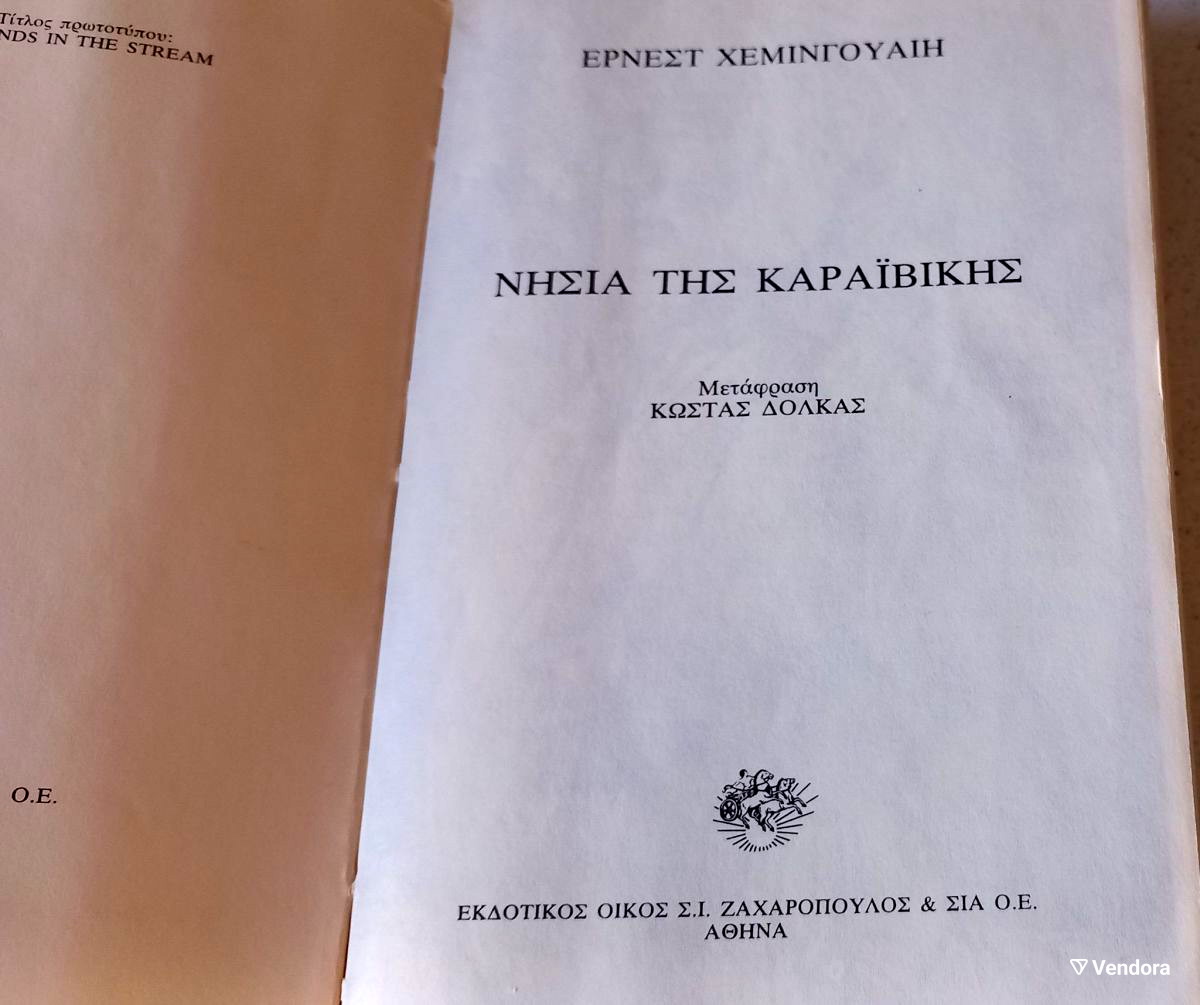 Τίτλος πρωτοτύπου:
NDS IN THE STREAM
Ο.Ε.
ΕΡΝΕΣΤ ΧΕΜΙΝΓΟΥΑΙΗ
ΝΗΣΙΑ ΤΗΣ ΚΑΡΑΪΒΙΚΗΣ
Μετάφραση
ΚΩΣΤΑΣ ΔΟΛΚΑΣ
ΕΚΔΟΤΙΚΟΣ ΟΙΚΟΣ Σ.Ι. ΖΑΧΑΡΟΠΟΥΛΟΣ & ΣΙΑ Ο.Ε.
ΑΘΗΝΑ
Vendora